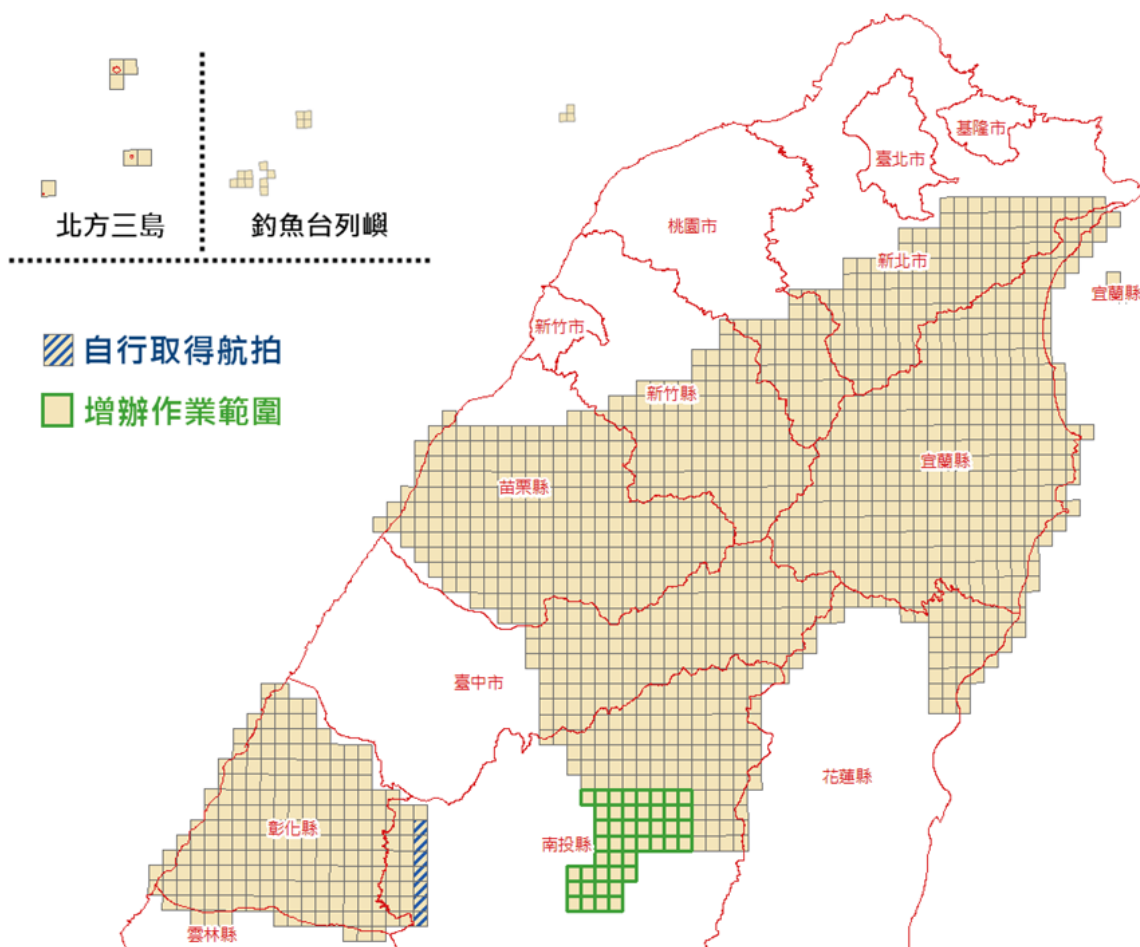 基隆市
臺北市
北方三島
釣魚台列嶼
桃園市
新北市
宜蘭縣
新竹市
自行取得航拍
新竹縣
增辦作業範圍
宜蘭縣
苗栗縣
臺中市
花蓮縣
彰化縣
南投縣
雲林縣